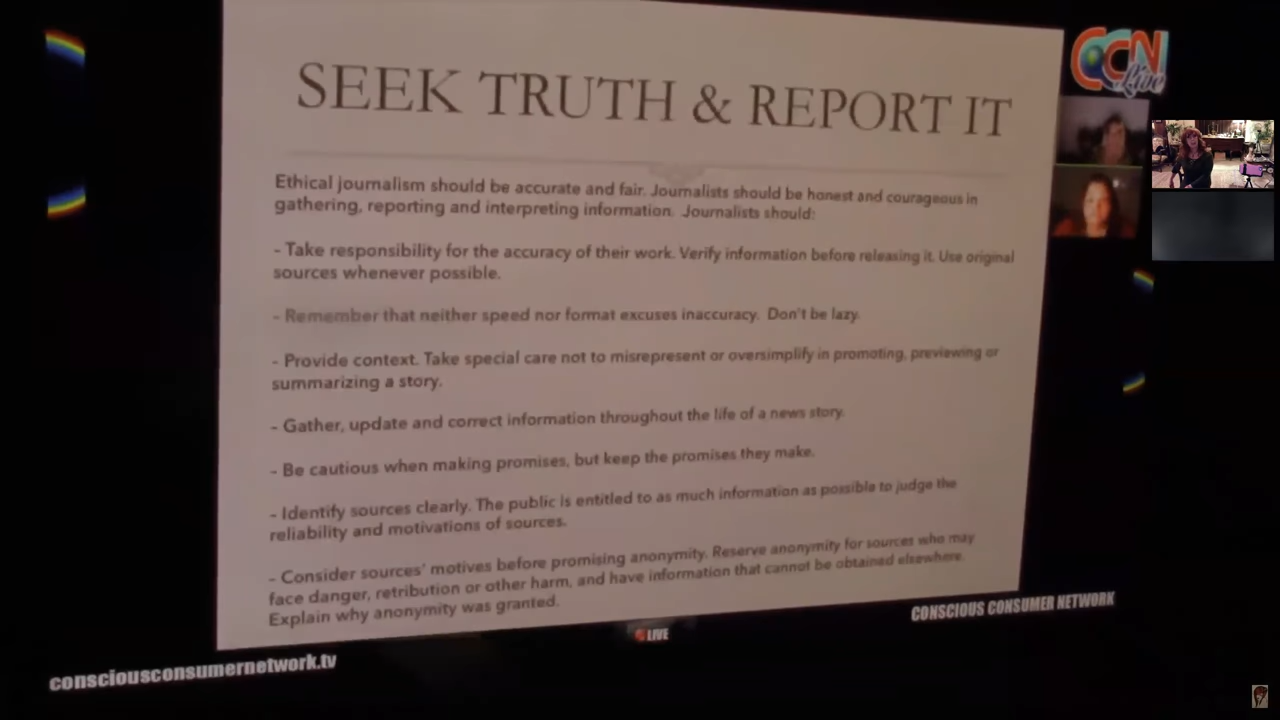 SEEK TRUTH & REPORT IT
CCN
Live
Ethical journalism should be accurate and fair. Journalists should be honest and courageous in
gathering, reporting and interpreting information. Journalists should:
- Take responsibility for the accuracy of their work. Verify information before releasing it. Use original
sources whenever possible.
- Remember that neither speed nor format excuses inaccuracy. Don't be lazy.
- Provide context. Take special care not to misrepresent or oversimplify in promoting, previewing or
summarizing a story.
- Gather, update and correct information throughout the life of a news story.
- Be cautious when making promises, but keep the promises they make.
- Identify sources clearly. The public is entitled to as much information as possible to judge the
reliability and motivations of sources.
- Consider sources' motives before promising anonymity. Reserve anonymity for sources who may
face danger, retribution or other harm, and have information that cannot be obtained elsewhere.
Explain why anonymity was granted.
CONSCIOUS CONSUMER NETWORK
LIVE
consciousconsumernetwork.tv